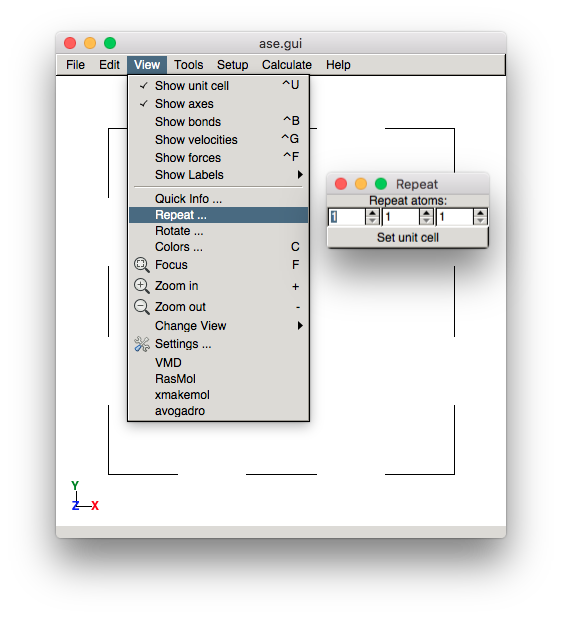 ase.gui
File Edit View Tools Setup Calculate Help
✓ Show unit cell ^U
✓ Show axes
Show bonds ^B
Show velocities ^G
Show forces ^F
Show Labels
Quick Info ...
Repeat ...
Rotate ...
Colors ... C
Focus F
Zoom in +
Zoom out -
Change View
Settings ...
VMD
RasMol
xmakemol
avogadro
Repeat
Repeat atoms:
1 1 1
Set unit cell
Y
Z X